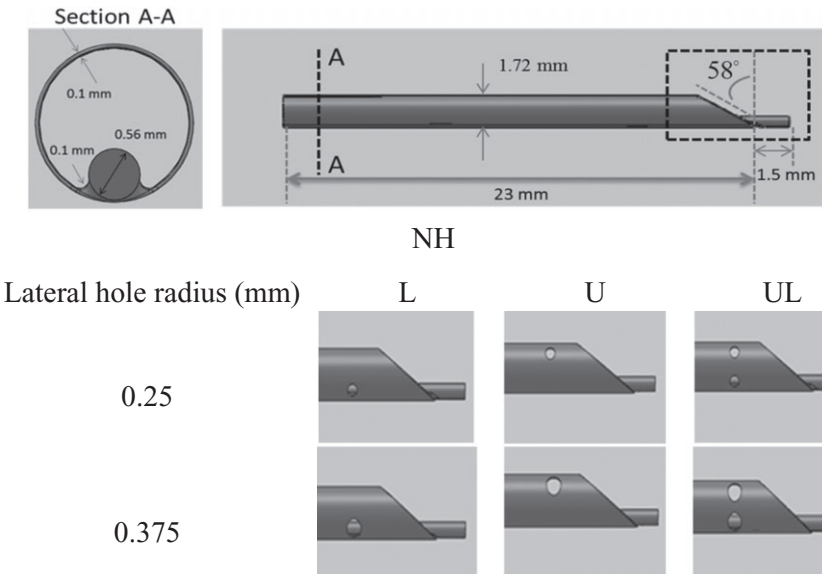 Section A-A
0.1 mm
0.56 mm
0.1 mm
A
1.72 mm
58°
A
1.5 mm
23 mm
NH
Lateral hole radius (mm) L U UL
0.25
0.375